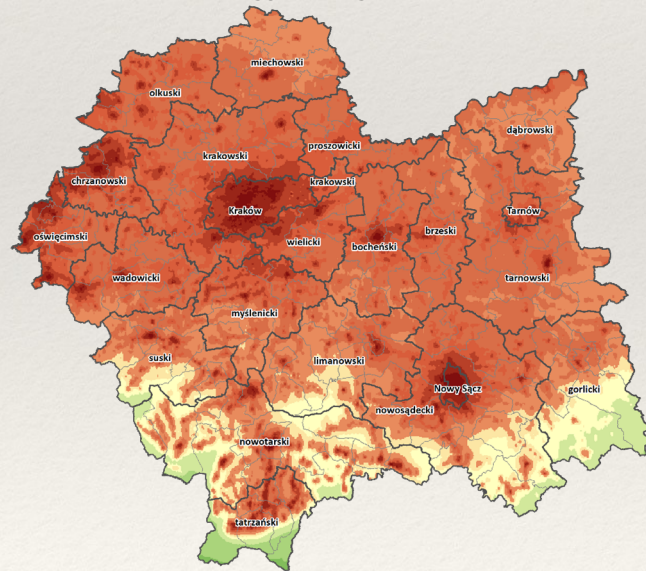 miechowski
olkuski
dąbrowski
proszowicki
krakowski
chrzanowski
krakowski
Kraków
Tarnów
oświęcimski
wielicki
bocheński
brzeski
wadowicki
tarnowski
myślenicki
suski
limanowski
Nowy Sącz
gorlicki
nowosądecki
nowotarski
tatrzański